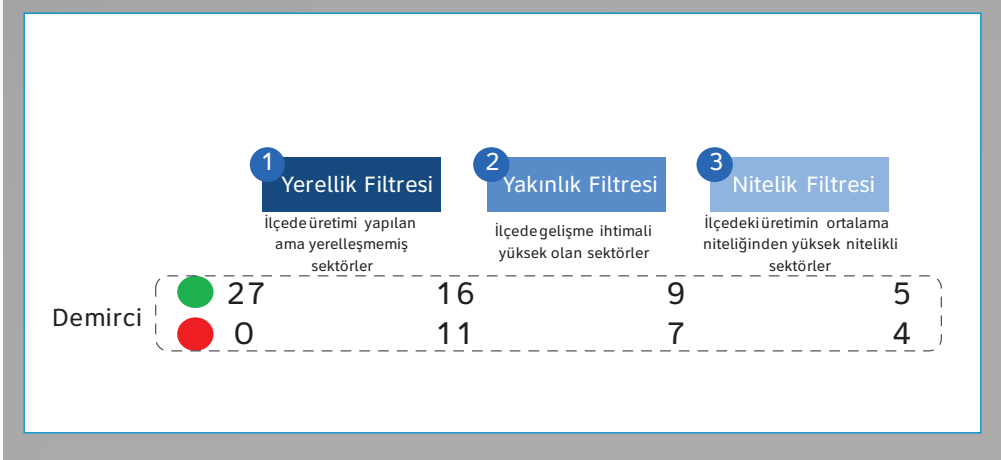 1
Yerellik Filtresi
İlçede üretimi yapılan
ama yerelleşmemiş
sektörler
2
Yakınlık Filtresi
İlçede gelişme ihtimali
yüksek olan sektörler
3
Nitelik Filtresi
İlçedeki üretimin ortalama
niteliğinden yüksek nitelikli
sektörler
Demirci
27 16 9 5
0 11 7 4